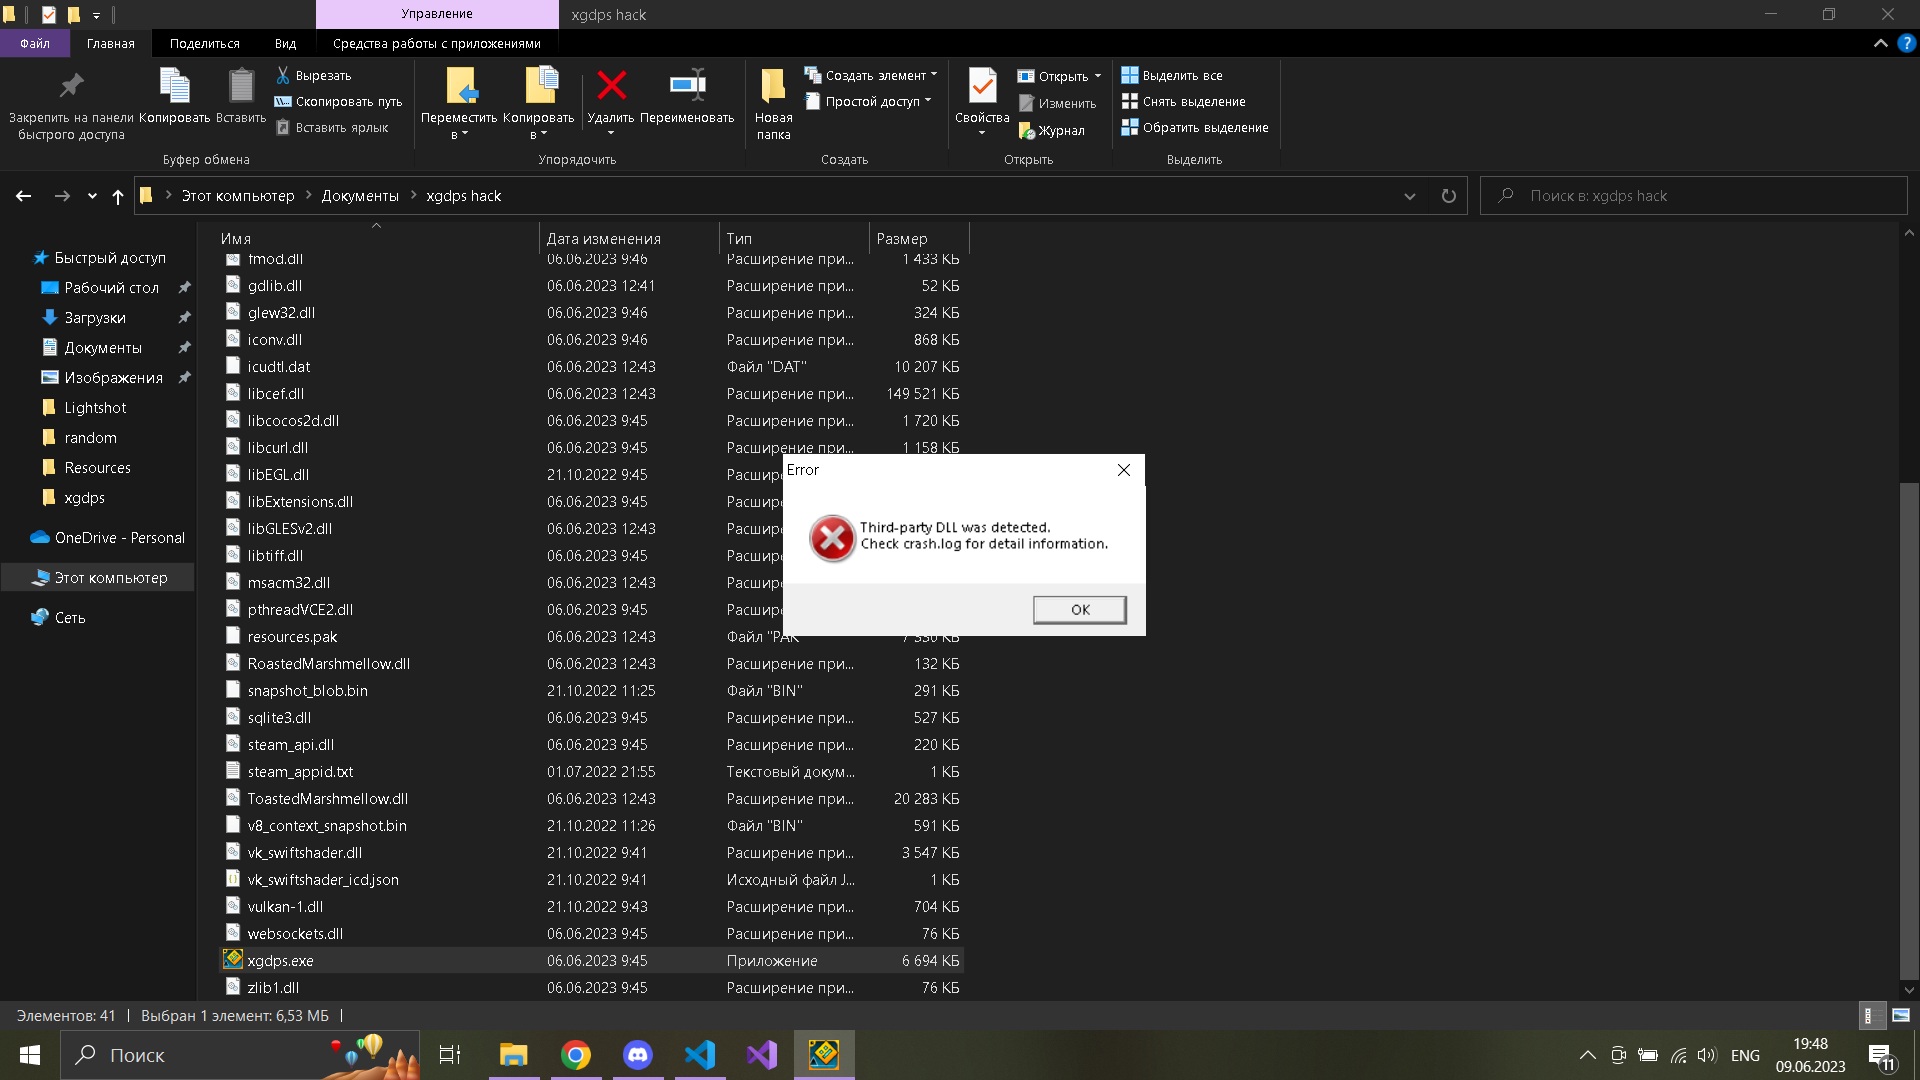 Управление
xgdps hack
Файл
Главная
Поделиться
Вид
Средства работы с приложениями
Закрепить на панели быстрого доступа
Копировать
Вставить
Вырезать
Скопировать путь
Вставить ярлык
Буфер обмена
Переместить в
Копировать в
Удалить
Переименовать
Упорядочить
Новая папка
Создать элемент
Простой доступ
Создать
Свойства
Открыть
Изменить
Журнал
Открыть
Выделить все
Снять выделение
Обратить выделение
Выделить
Этот компьютер > Документы > xgdps hack
Поиск в: xgdps hack
Быстрый доступ
Рабочий стол
Загрузки
Документы
Изображения
Lightshot
random
Resources
xgdps
OneDrive - Personal
Этот компьютер
Сеть
Имя Дата изменения Тип Размер
fmod.dll 06.06.2023 9:46 Расширение при... 1 433 КБ
gdlib.dll 06.06.2023 12:41 Расширение при... 52 КБ
glew32.dll 06.06.2023 9:46 Расширение при... 324 КБ
iconv.dll 06.06.2023 9:46 Расширение при... 868 КБ
icudtl.dat 06.06.2023 12:43 Файл "DAT" 10 207 КБ
libcef.dll 06.06.2023 12:43 Расширение при... 149 521 КБ
libcocos2d.dll 06.06.2023 9:45 Расширение при... 1 720 КБ
libcurl.dll 06.06.2023 9:45 Расширение при... 1 158 КБ
libEGL.dll 21.10.2022 9:45 Расшир
libExtensions.dll 06.06.2023 9:45 Расшир
libGLESv2.dll 06.06.2023 12:43 Расшир
libtiff.dll 06.06.2023 9:45 Расшир
msacm32.dll 06.06.2023 12:43 Расшир
pthreadVCE2.dll 06.06.2023 9:45 Расшир
resources.pak 06.06.2023 12:43 Файл "PAK"
RoastedMarshmellow.dll 06.06.2023 12:43 Расширение при... 132 КБ
snapshot_blob.bin 21.10.2022 11:25 Файл "BIN" 291 КБ
sqlite3.dll 06.06.2023 9:45 Расширение при... 527 КБ
steam_api.dll 06.06.2023 9:45 Расширение при... 220 КБ
steam_appid.txt 01.07.2022 21:55 Текстовый докум... 1 КБ
ToastedMarshmellow.dll 06.06.2023 12:43 Расширение при... 20 283 КБ
v8_context_snapshot.bin 21.10.2022 11:26 Файл "BIN" 591 КБ
vk_swiftshader.dll 21.10.2022 9:41 Расширение при... 3 547 КБ
vk_swiftshader_icd.json 21.10.2022 9:41 Исходный файл J... 1 КБ
vulkan-1.dll 21.10.2022 9:43 Расширение при... 704 КБ
websockets.dll 06.06.2023 9:45 Расширение при... 76 КБ
xgdps.exe 06.06.2023 9:45 Приложение 6 694 КБ
zlib1.dll 06.06.2023 9:45 Расширение при... 76 КБ
Error
Third-party DLL was detected.
Check crash.log for detail information.
OK
Элементов: 41 Выбран 1 элемент: 6,53 МБ
Поиск
ENG
19:48
09.06.2023
11